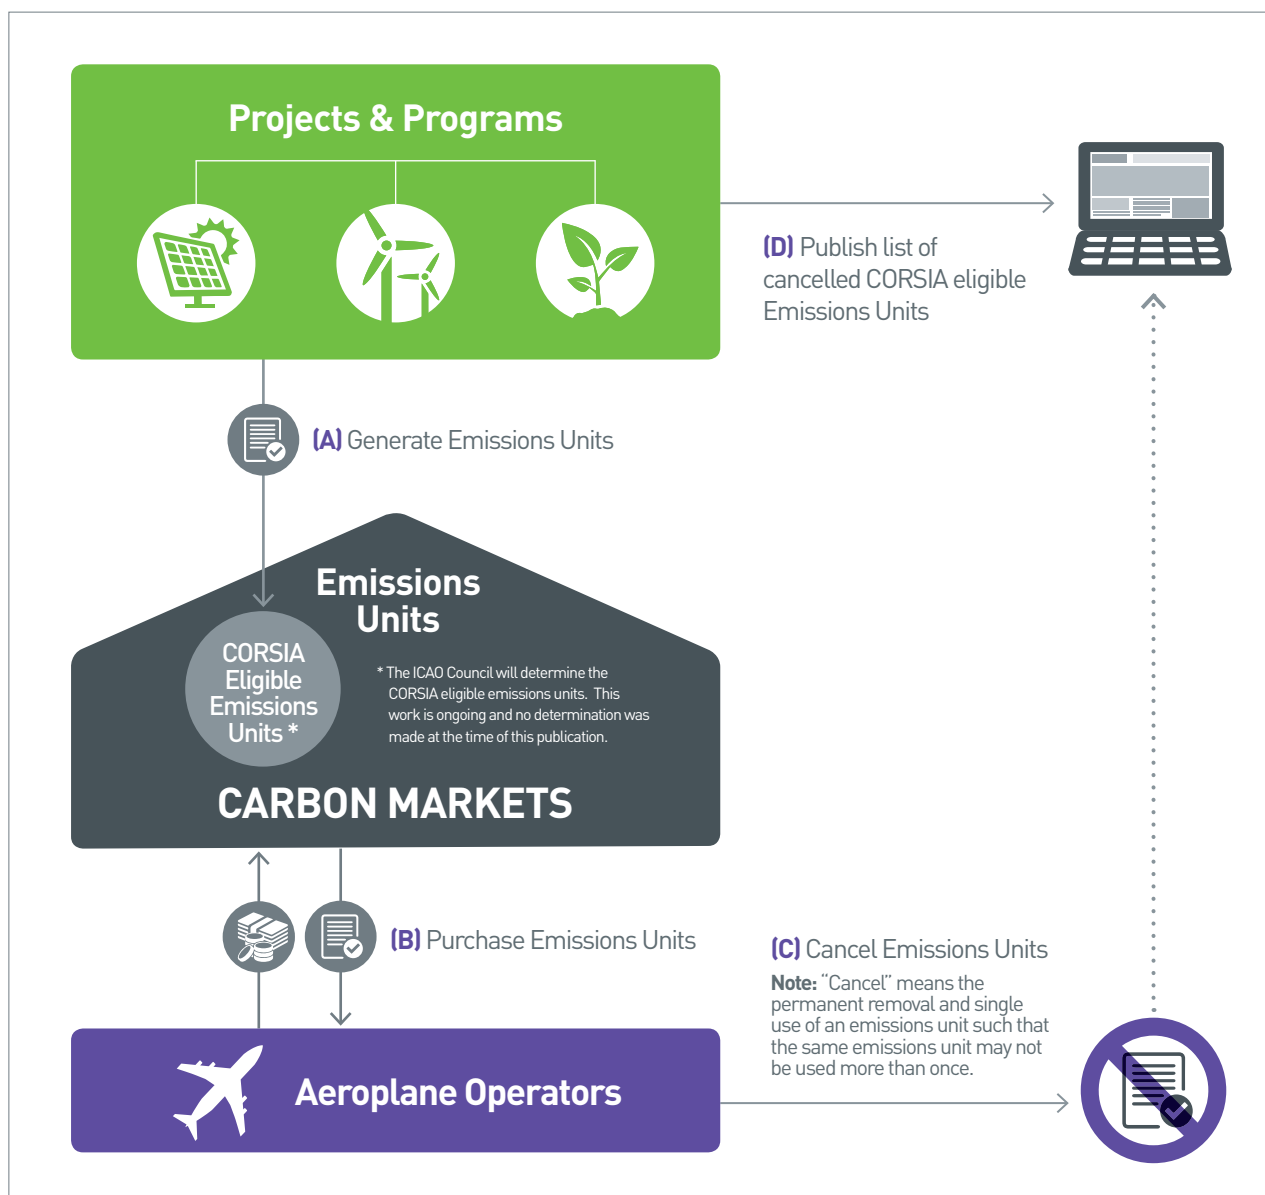 Projects & Programs
(D) Publish list of
cancelled CORSIA eligible
Emissions Units
(A) Generate Emissions Units
Emissions
Units
CORSIA
Eligible
Emissions
Units *
* The ICAO Council will determine the
CORSIA eligible emissions units. This
work is ongoing and no determination was
made at the time of this publication.
CARBON MARKETS
(B) Purchase Emissions Units
(C) Cancel Emissions Units
Note: “Cancel” means the
permanent removal and single
use of an emissions unit such that
the same emissions unit may not
be used more than once.
Aeroplane Operators